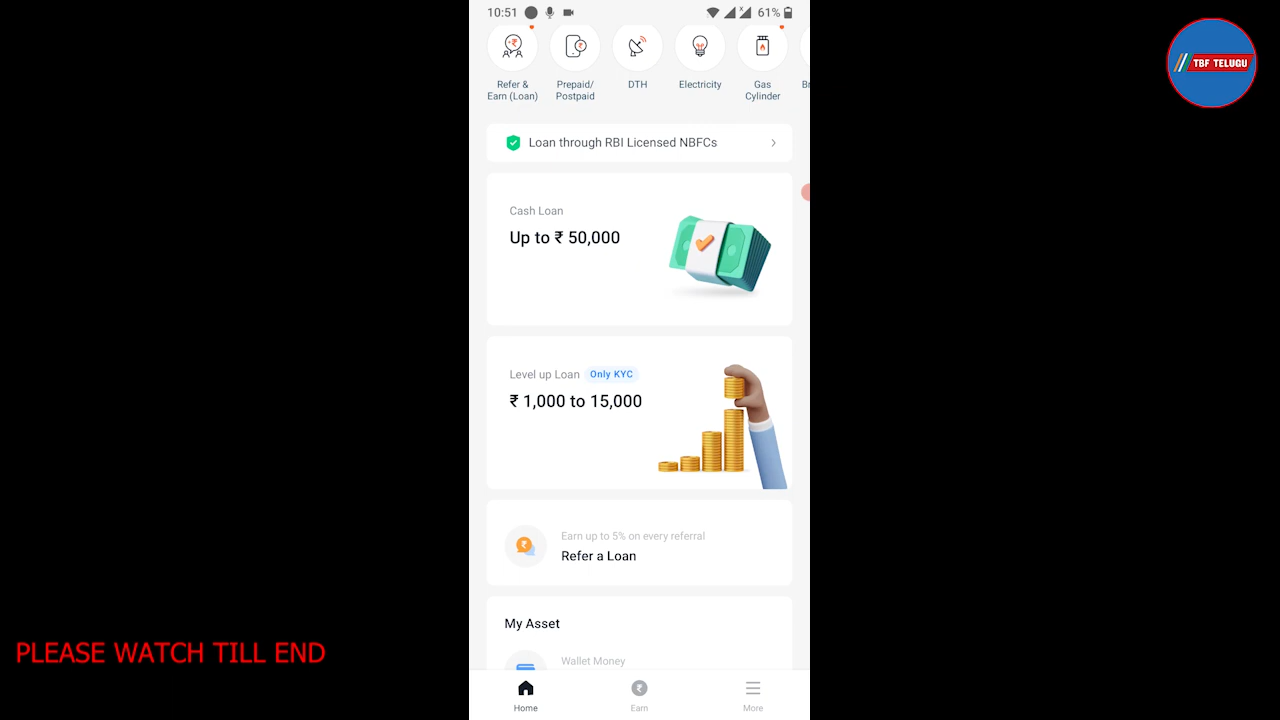 10:51
61%
Refer &
Earn (Loan)
Prepaid/
Postpaid
DTH
Electricity
Gas
Cylinder
TBF TELUGU
Loan through RBI Licensed NBFCs
Cash Loan
Up to ₹ 50,000
Level up Loan Only KYC
₹ 1,000 to 15,000
Earn up to 5% on every referral
Refer a Loan
My Asset
Wallet Money
PLEASE WATCH TILL END
Home
Earn
More